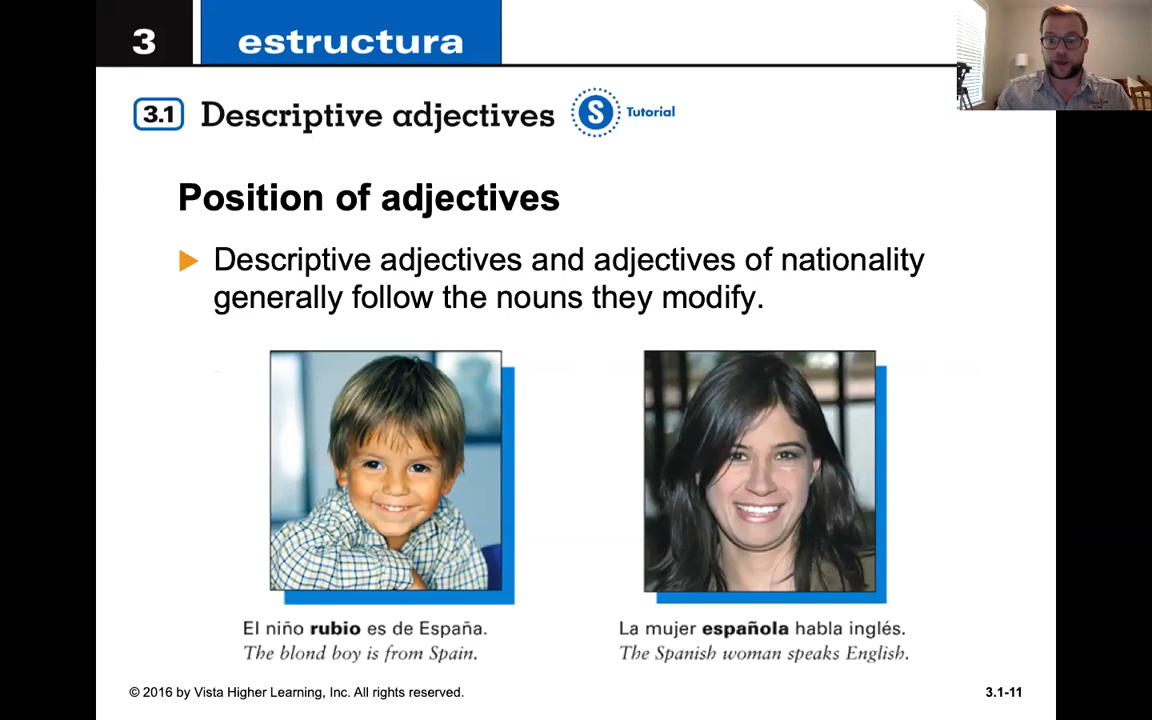 3 estructura
3.1 Descriptive adjectives S Tutorial
Position of adjectives
Descriptive adjectives and adjectives of nationality
generally follow the nouns they modify.
El niño rubio es de España.
The blond boy is from Spain.
La mujer española habla inglés.
The Spanish woman speaks English.
© 2016 by Vista Higher Learning, Inc. All rights reserved.
3.1-11